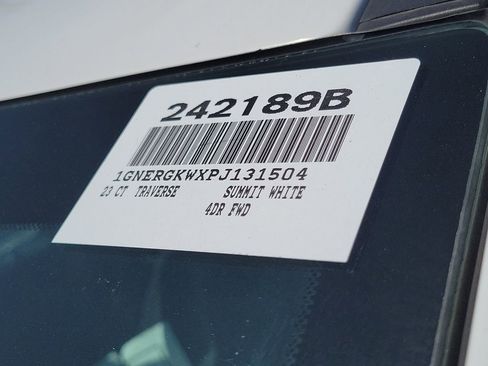 242189B
1GNERGKWXPJ131504
23 CT TRAVERSE SUMMIT WHITE
4DR FWD